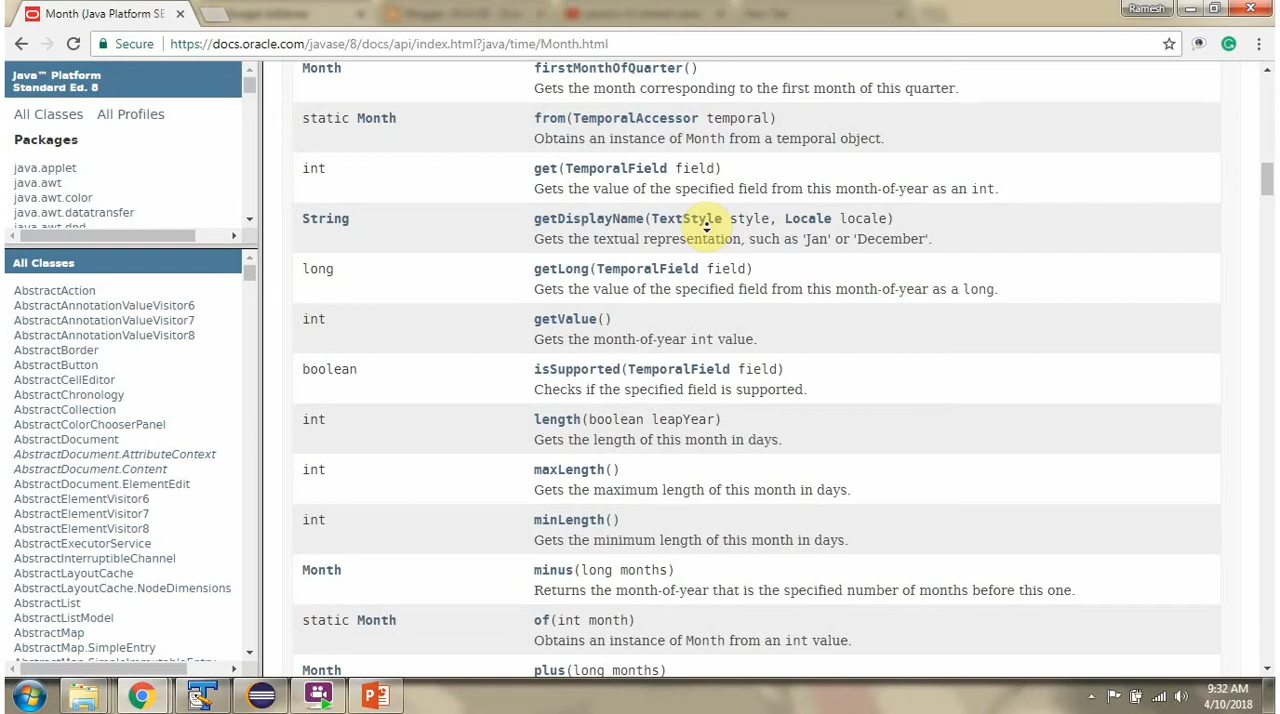 Month (Java Platform SE
Ramesh
Secure https://docs.oracle.com/javase/8/docs/api/index.html?java/time/Month.html
Java™ Platform
Standard Ed. 8
All Classes All Profiles
Packages
java.applet
java.awt
java.awt.color
java.awt.datatransfer
java.awt.dnd
All Classes
AbstractAction
AbstractAnnotationValueVisitor6
AbstractAnnotationValueVisitor7
AbstractAnnotationValueVisitor8
AbstractBorder
AbstractButton
AbstractCellEditor
AbstractChronology
AbstractCollection
AbstractColorChooserPanel
AbstractDocument
AbstractDocument.AttributeContext
AbstractDocument.Content
AbstractDocument.ElementEdit
AbstractElementVisitor6
AbstractElementVisitor7
AbstractElementVisitor8
AbstractExecutorService
AbstractInterruptibleChannel
AbstractLayoutCache
AbstractLayoutCache.NodeDimensions
AbstractList
AbstractListModel
AbstractMap
AbstractMap.SimpleEntry
AbstractMap.SimpleImmutableEntry
Month firstMonthOfQuarter()
Gets the month corresponding to the first month of this quarter.
static Month from(TemporalAccessor temporal)
Obtains an instance of Month from a temporal object.
int get(TemporalField field)
Gets the value of the specified field from this month-of-year as an int.
String getDisplayName(TextStyle style, Locale locale)
Gets the textual representation, such as 'Jan' or 'December'.
long getLong(TemporalField field)
Gets the value of the specified field from this month-of-year as a long.
int getValue()
Gets the month-of-year int value.
boolean isSupported(TemporalField field)
Checks if the specified field is supported.
int length(boolean leapYear)
Gets the length of this month in days.
int maxLength()
Gets the maximum length of this month in days.
int minLength()
Gets the minimum length of this month in days.
Month minus(long months)
Returns the month-of-year that is the specified number of months before this one.
static Month of(int month)
Obtains an instance of Month from an int value.
Month plus(long months)
9:32 AM
4/10/2018